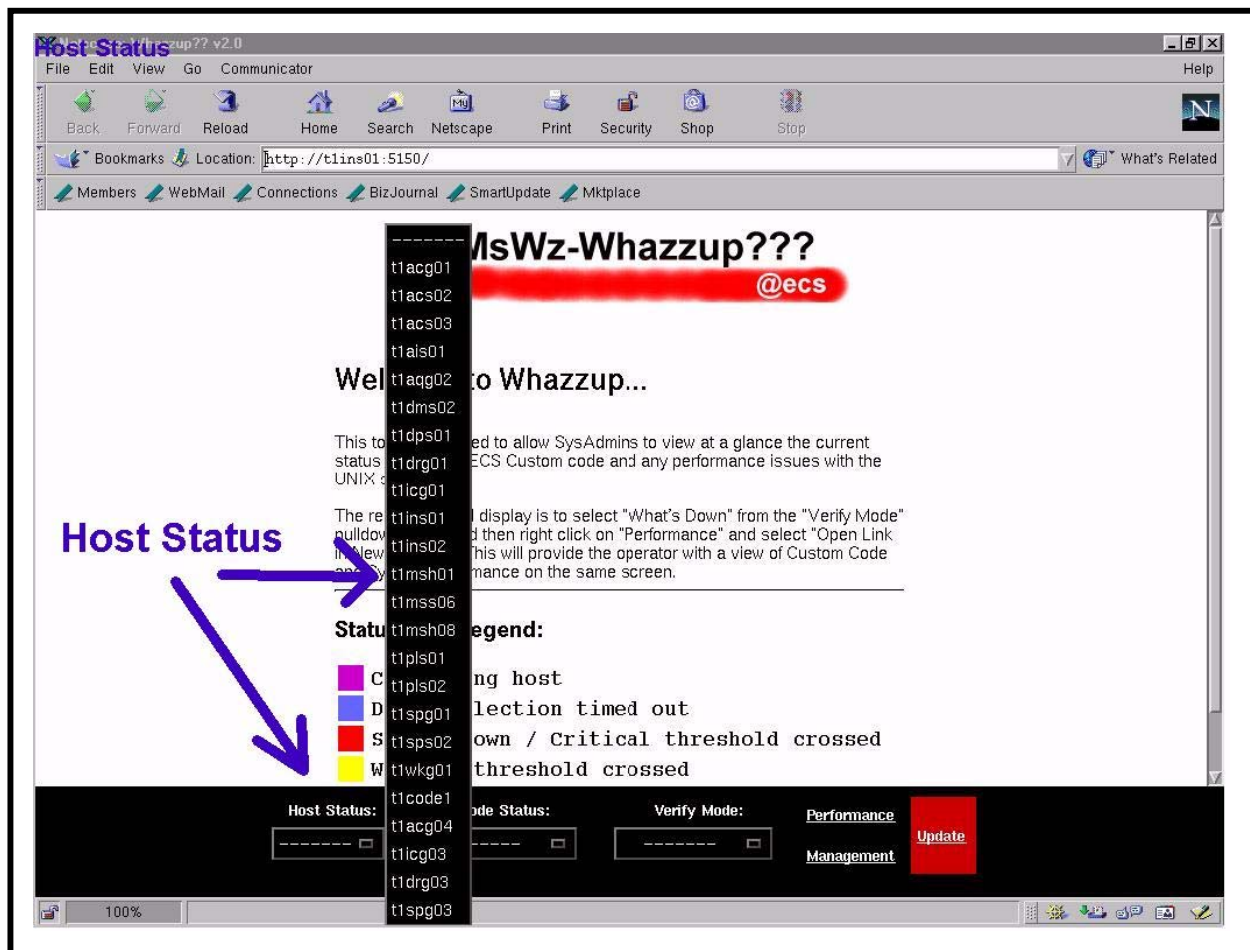 Host Status
Whazzup?? v2.0
File Edit View Go Communicator Help
Back Forward Reload Home Search Netscape Print Security Shop Stop
My
N
Bookmarks Location: http://t1ins01:5150/ What's Related
Members WebMail Connections BizJournal SmartUpdate Mktplace
MsWz-Whazzup???
@ecs
-------
t1acg01
t1acs02
t1acs03
t1ais01
t1aqg02
t1dms02
t1dps01
t1drg01
t1icg01
t1ins01
t1ins02
t1msh01
t1mss06
t1msh08
t1pls01
t1pls02
t1spg01
t1sps02
t1wkg01
t1code1
t1acg04
t1icg03
t1drg03
t1spg03
Wel to Whazzup...
This to ed to allow SysAdmins to view at a glance the current
status ECS Custom code and any performance issues with the
UNIX
The re display is to select "What's Down" from the "Verify Mode"
pulldow d then right click on "Performance" and select "Open Link
in New This will provide the operator with a view of Custom Code
and Sy mance on the same screen.
Host Status
Statu egend:
C ng host
D lection timed out
S own / Critical threshold crossed
W threshold crossed
Host Status: ode Status: Verify Mode: Performance
------- ----- ------- Update
Management
100%